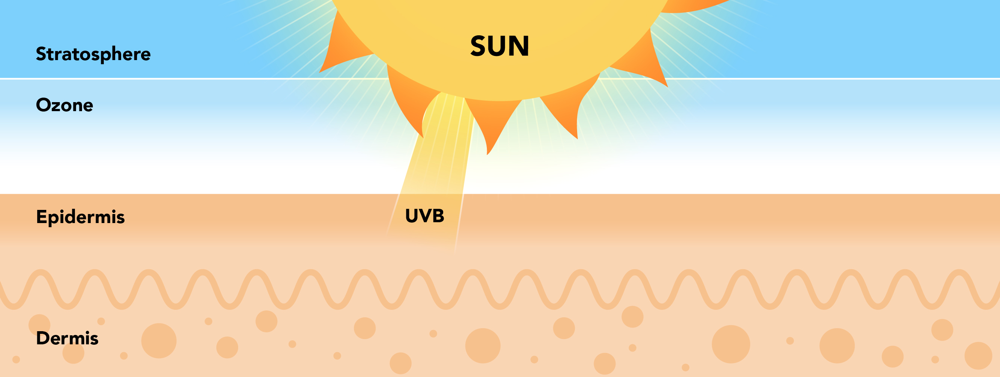 SUN
Stratosphere
Ozone
Epidermis
UVB
Dermis